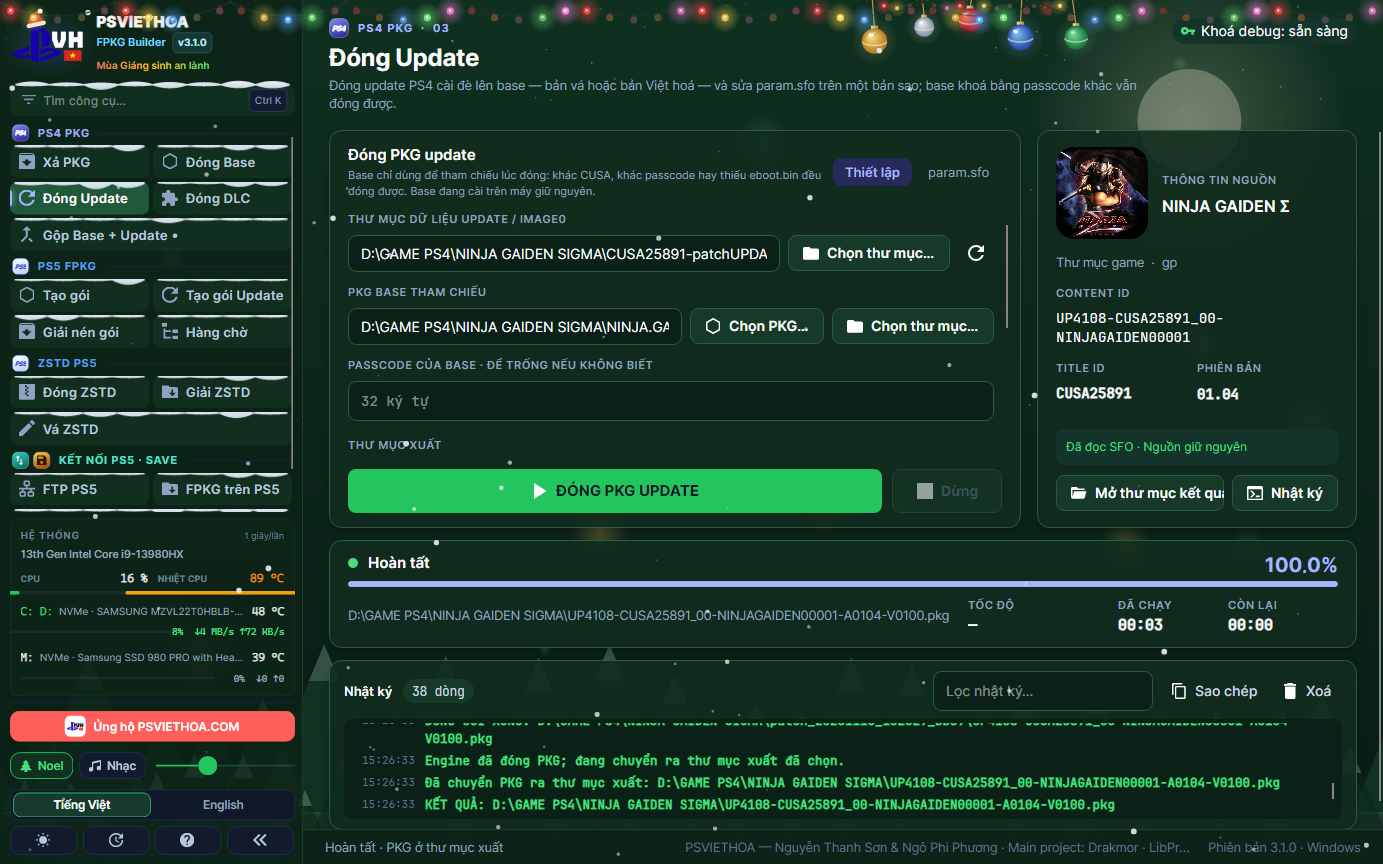 PSVIETHOA
VH
FPKG Builder v3.1.0
Mùa Giáng sinh an lành
Tìm công cụ... Ctrl K
PS4 PS4 PKG
Xả PKG
Đóng Base
Đóng Update
Đóng DLC
Gộp Base + Update
PS5 PS5 FPKG
Tạo gói
Tạo gói Update
Giải nén gói
Hàng chờ
PS5 ZSTD PS5
Đóng ZSTD
Giải ZSTD
Vá ZSTD
KẾT NỐI PS5 · SAVE
FTP PS5
FPKG trên PS5
HỆ THỐNG 1 giây/lần
13th Gen Intel Core i9-13980HX
CPU 16 % NHIỆT CPU 89 °C
C: D: NVMe · SAMSUNG MZVL22T0HBLB-... 48 °C
8% ↓4 MB/s ↑72 KB/s
M: NVMe · Samsung SSD 980 PRO with Hea... 39 °C
0% ↓0 ↑0
VH Ủng hộ PSVIETHOA.COM
Noel
Nhạc
Tiếng Việt
English
PS4 PS4 PKG · 03
Khoá debug: sẵn sàng
Đóng Update
Đóng update PS4 cài đè lên base — bản vá hoặc bản Việt hoá — và sửa param.sfo trên một bản sao; base khoá bằng passcode khác vẫn
đóng được.
Đóng PKG update
Base chỉ dùng để tham chiếu lúc đóng: khác CUSA, khác passcode hay thiếu eboot.bin đều
đóng được. Base đang cài trên máy giữ nguyên.
Thiết lập
param.sfo
THƯ MỤC DỮ LIỆU UPDATE / IMAGE0
D:\GAME PS4\NINJA GAIDEN SIGMA\CUSA25891-patchUPDA
Chọn thư mục...
PKG BASE THAM CHIẾU
D:\GAME PS4\NINJA GAIDEN SIGMA\NINJA.GA
Chọn PKG...
Chọn thư mục...
PASSCODE CỦA BASE · ĐỂ TRỐNG NẾU KHÔNG BIẾT
32 ký tự
THƯ MỤC XUẤT
ĐÓNG PKG UPDATE
Dừng
THÔNG TIN NGUỒN
NINJA GAIDEN Σ
Thư mục game · gp
CONTENT ID
UP4108-CUSA25891_00-
NINJAGAIDEN00001
TITLE ID
CUSA25891
PHIÊN BẢN
01.04
Đã đọc SFO · Nguồn giữ nguyên
Mở thư mục kết quả
Nhật ký
Hoàn tất 100.0%
D:\GAME PS4\NINJA GAIDEN SIGMA\UP4108-CUSA25891_00-NINJAGAIDEN00001-A0104-V0100.pkg
TỐC ĐỘ
—
ĐÃ CHẠY
00:03
CÒN LẠI
00:00
Nhật ký 38 dòng
Lọc nhật ký...
Sao chép
Xoá
V0100.pkg
15:26:33 Engine đã đóng PKG; đang chuyển ra thư mục xuất đã chọn.
15:26:33 Đã chuyển PKG ra thư mục xuất: D:\GAME PS4\NINJA GAIDEN SIGMA\UP4108-CUSA25891_00-NINJAGAIDEN00001-A0104-V0100.pkg
15:26:33 KẾT QUẢ: D:\GAME PS4\NINJA GAIDEN SIGMA\UP4108-CUSA25891_00-NINJAGAIDEN00001-A0104-V0100.pkg
Hoàn tất · PKG ở thư mục xuất
PSVIETHOA — Nguyễn Thanh Sơn & Ngô Phi Phương · Main project: Drakmor · LibPr...
Phiên bản 3.1.0 · Windows